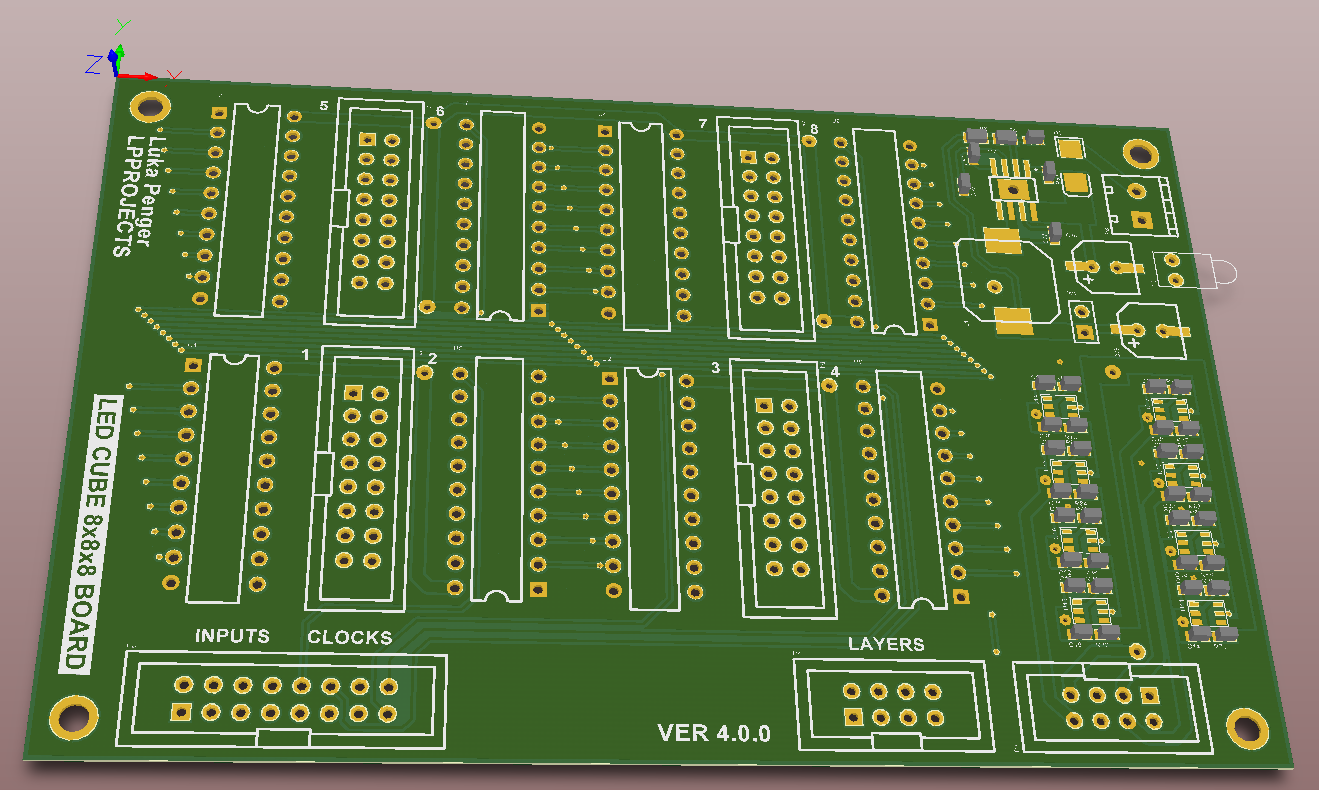 Y
Z
X
5
6
7
8
Luka Pengler
LPPROJECTS
1
2
3
4
+
+
LED CUBE 8x8x8 BOARD
INPUTS
CLOCKS
LAYERS
VER 4.0.0